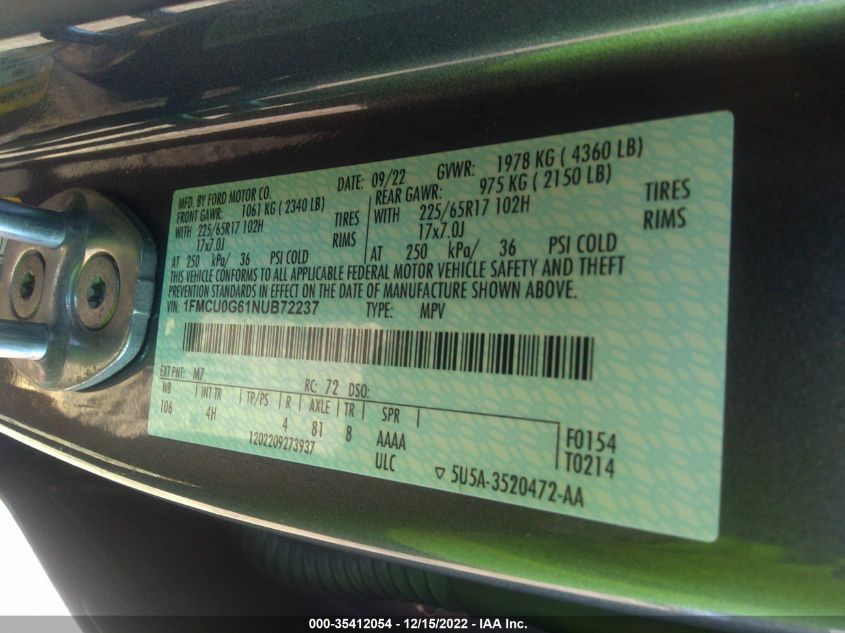 MFD. BY FORD MOTOR CO.
DATE: 09/22 GVWR: 1978 KG ( 4360 LB)
FRONT GAWR: 1061 KG ( 2340 LB)
REAR GAWR: 975 KG ( 2150 LB)
WITH 225/65R17 102H TIRES
WITH 225/65R17 102H TIRES
17x7.0J RIMS
17x7.0J RIMS
AT 250 kPa/ 36 PSI COLD
AT 250 kPa/ 36 PSI COLD
THIS VEHICLE CONFORMS TO ALL APPLICABLE FEDERAL MOTOR VEHICLE SAFETY AND THEFT
PREVENTION STANDARDS IN EFFECT ON THE DATE OF MANUFACTURE SHOWN ABOVE.
VIN: 1FMCU0G61NUB72237 TYPE: MPV
EXT PNT: M7 RC: 72 DSO:
WB INT TR TP/PS R AXLE TR SPR
106 4H 4 81 8 AAAA F0154
1202209273937 ULC T0214
5U5A-3520472-AA
000-35412054 - 12/15/2022 - IAA Inc.